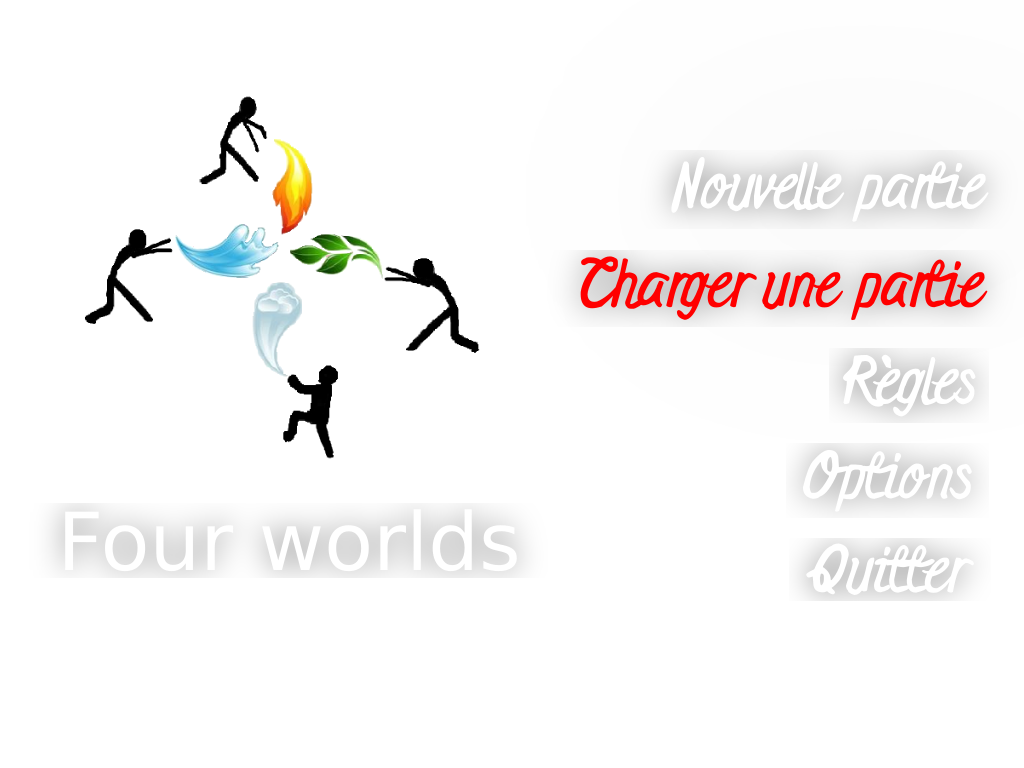 Nouvelle partie
Charger une partie
Règles
Options
Quitter
Four worlds